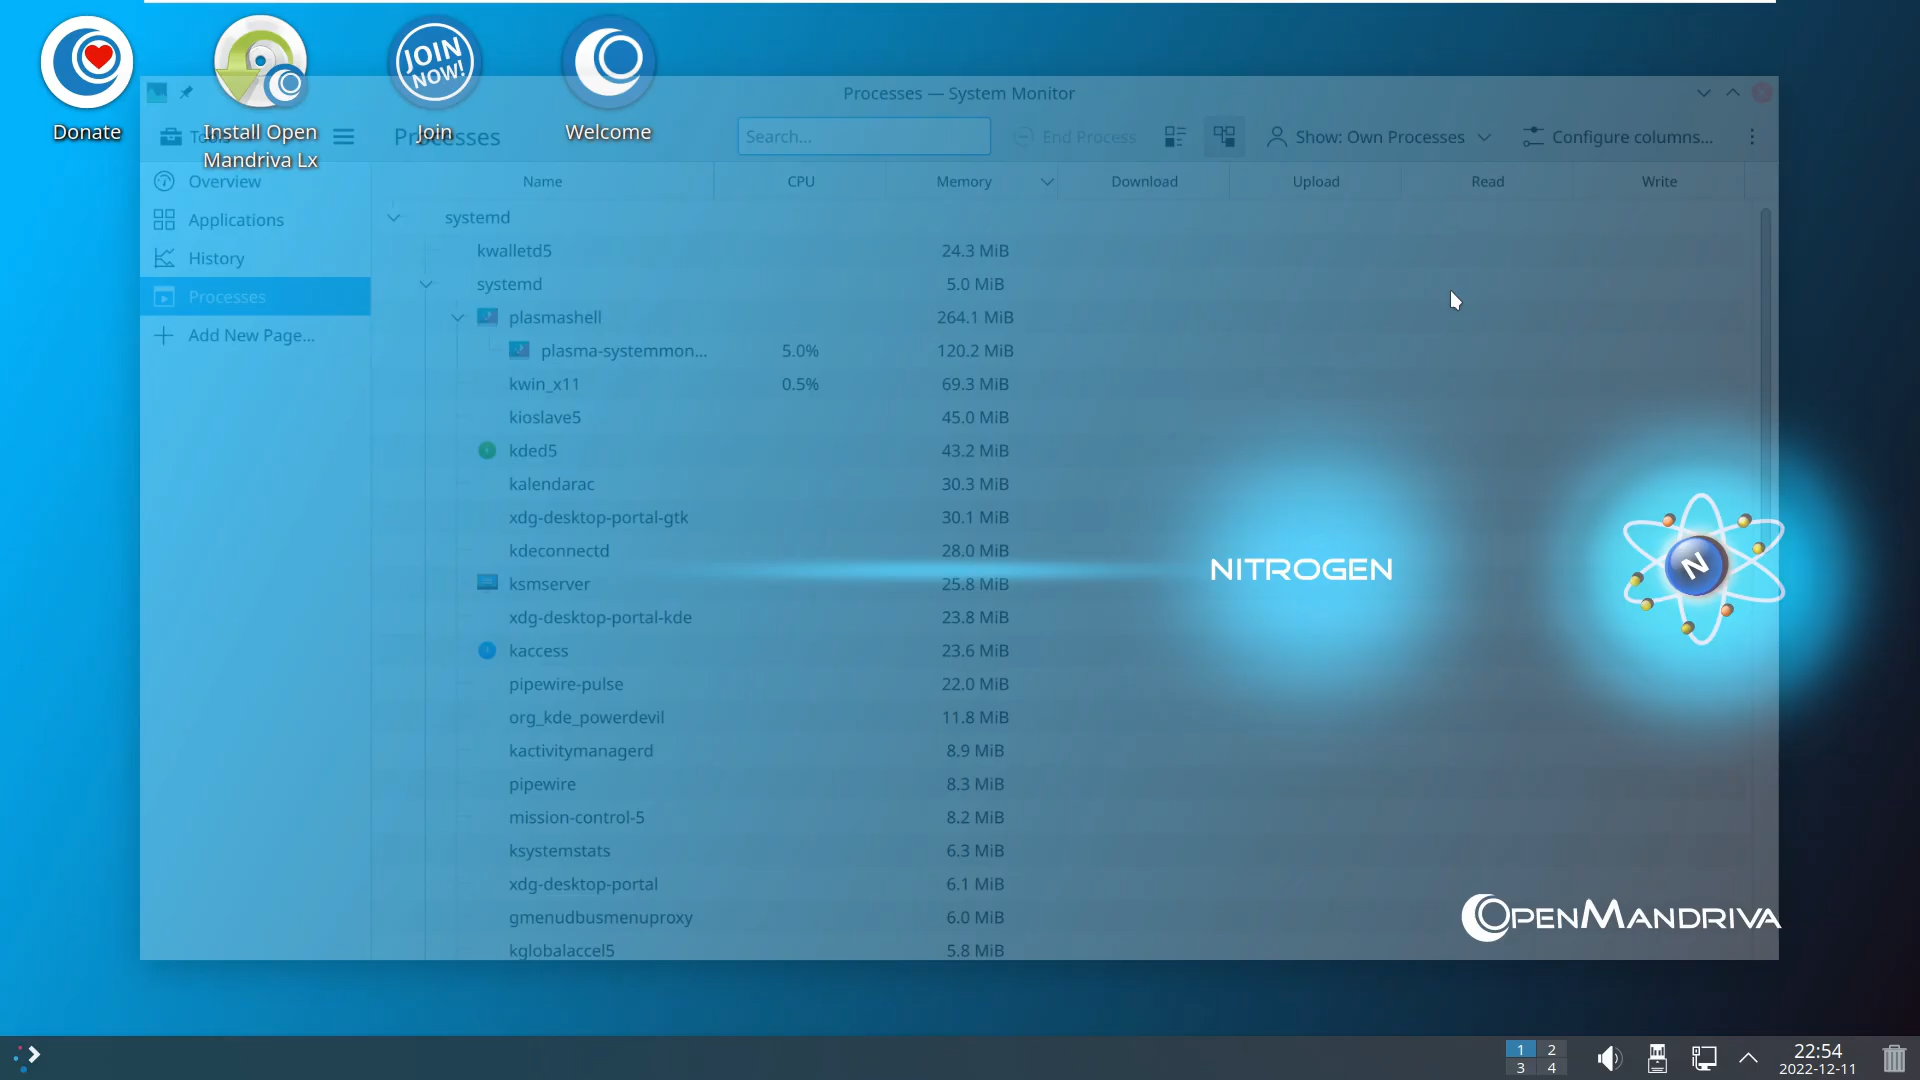 Donate
Install Open
Mandriva Lx
JOIN
NOW!
Join
Welcome
Processes — System Monitor
Processes
Search...
End Process
Show: Own Processes
Configure columns...
Overview
Applications
History
Processes
Add New Page...
Name CPU Memory Download Upload Read Write
systemd
kwalletd5 24.3 MiB
systemd 5.0 MiB
plasmashell 264.1 MiB
plasma-systemmon... 5.0% 120.2 MiB
kwin_x11 0.5% 69.3 MiB
kioslave5 45.0 MiB
kded5 43.2 MiB
kalendarac 30.3 MiB
xdg-desktop-portal-gtk 30.1 MiB
kdeconnectd 28.0 MiB
ksmserver 25.8 MiB
xdg-desktop-portal-kde 23.8 MiB
kaccess 23.6 MiB
pipewire-pulse 22.0 MiB
org_kde_powerdevil 11.8 MiB
kactivitymanagerd 8.9 MiB
pipewire 8.3 MiB
mission-control-5 8.2 MiB
ksystemstats 6.3 MiB
xdg-desktop-portal 6.1 MiB
gmenudbusmenuproxy 6.0 MiB
kglobalaccel5 5.8 MiB
NITROGEN
N
OPENMANDRIVA
1 2
3 4
22:54
2022-12-11